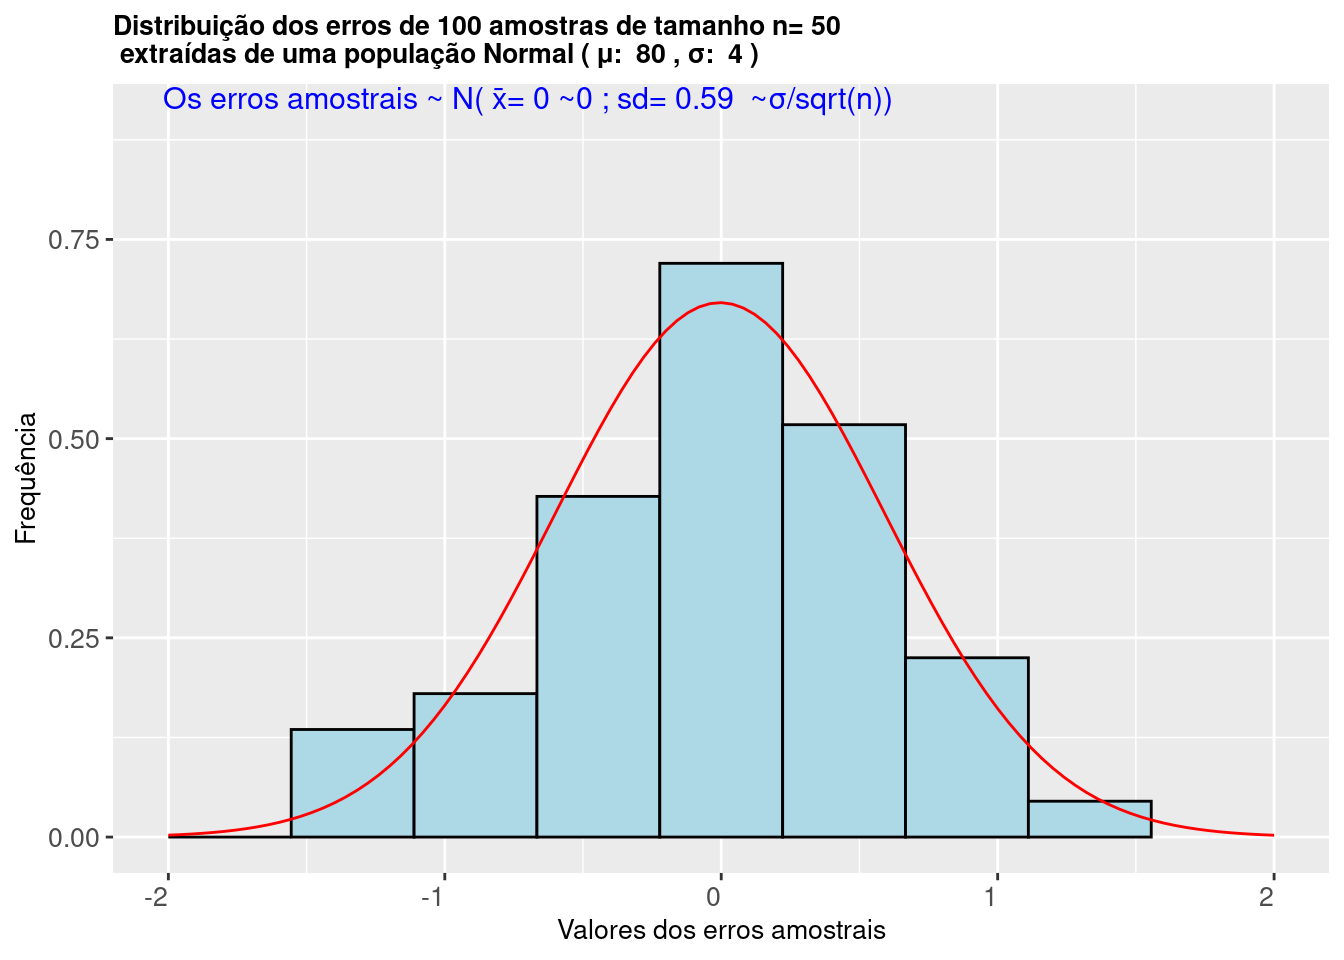 Distribuição dos erros de 100 amostras de tamanho n= 50
extraídas de uma população Normal ( μ:  80 , σ:  4 )
Os erros amostrais ~ N( x̄= 0 ~0 ; sd= 0.59  ~σ/sqrt(n))
0.75
0.50
0.25
0.00
Frequência
-2
-1
0
1
2
Valores dos erros amostrais